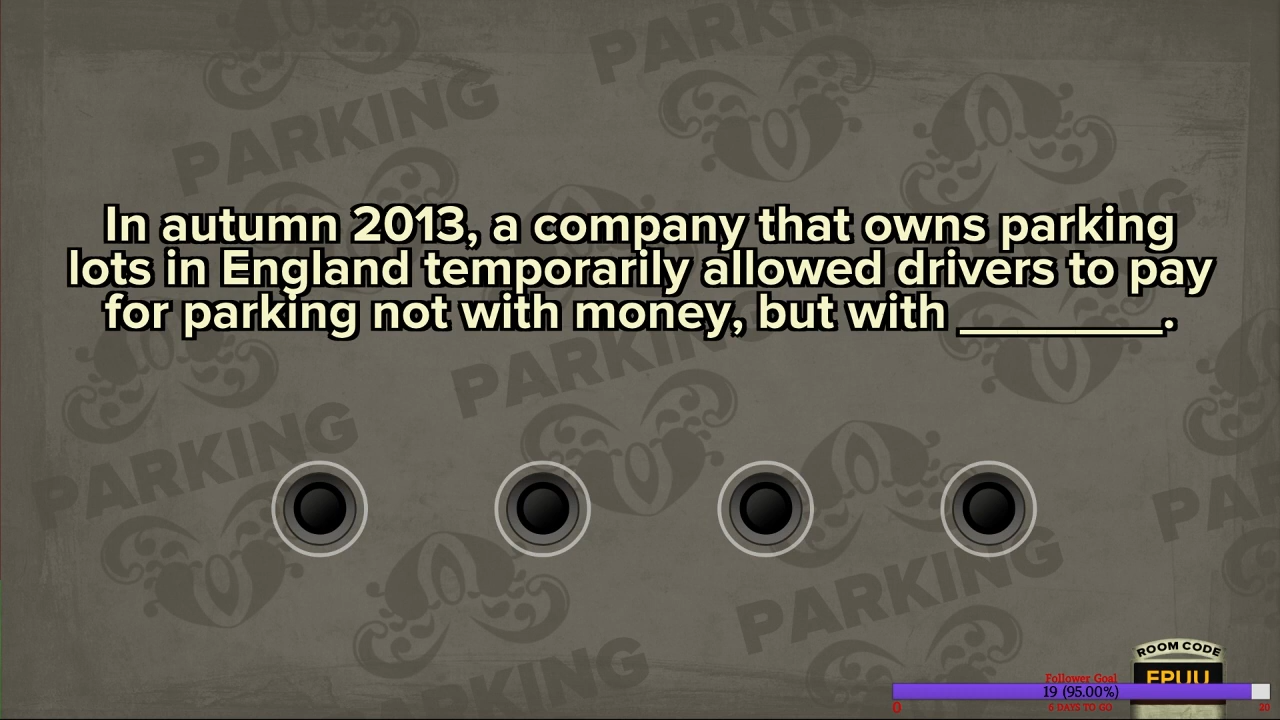 PARKING
PARKING
In autumn 2013, a company that owns parking
lots in England temporarily allowed drivers to pay
for parking not with money, but with ________.
PARKING
PARKING
PARKING
ROOM CODE
EPUU
Follower Goal
19 (95.00%)
0
6 DAYS TO GO
20